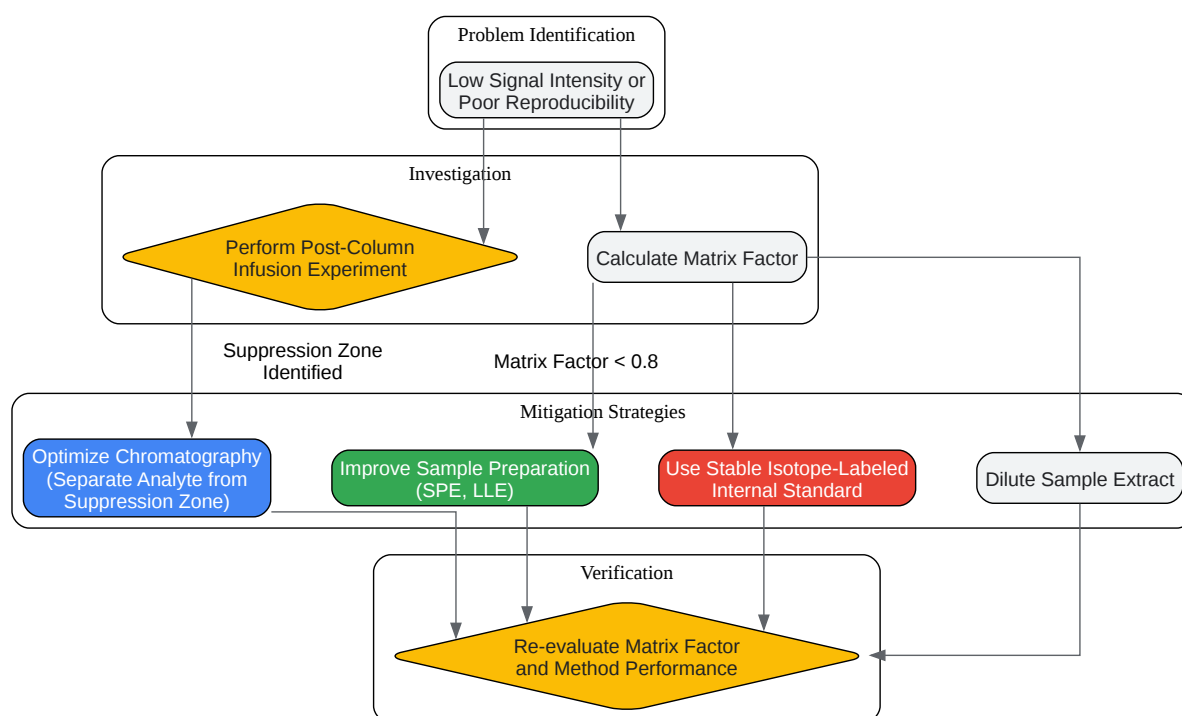 Problem Identification
Low Signal Intensity or
Poor Reproducibility
Investigation
Perform Post-Column
Infusion Experiment
Calculate Matrix Factor
Suppression Zone
Identified
Matrix Factor < 0.8
Mitigation Strategies
Optimize Chromatography
(Separate Analyte from
Suppression Zone)
Improve Sample Preparation
(SPE, LLE)
Use Stable Isotope-Labeled
Internal Standard
Dilute Sample Extract
Verification
Re-evaluate Matrix Factor
and Method Performance